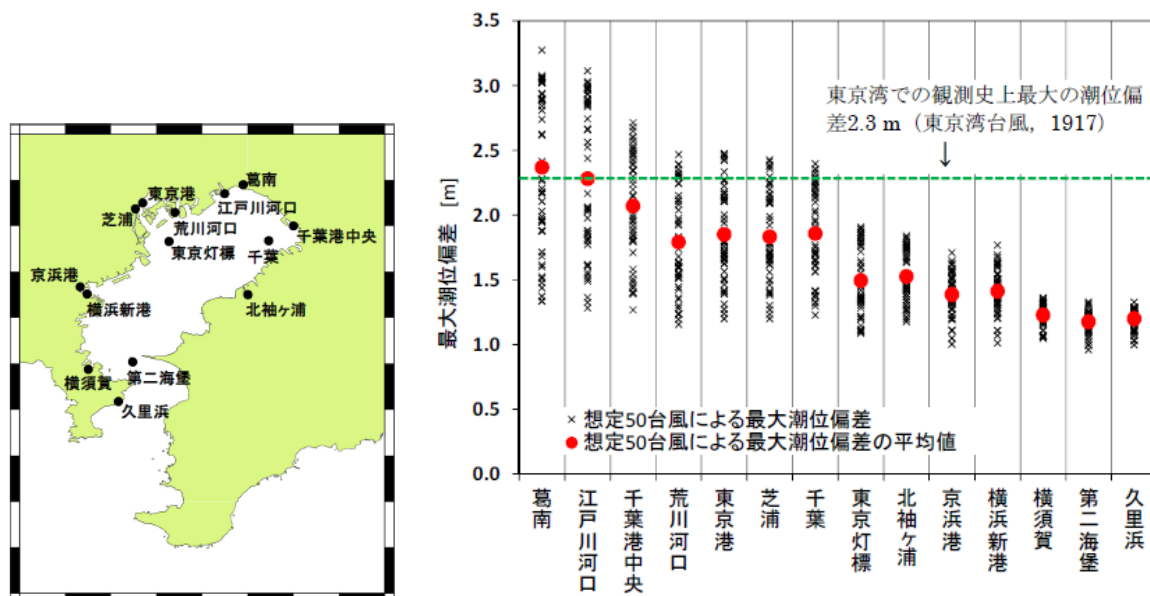 東京港
葛南
芝浦
江戸川河口
荒川河口
千葉港中央
東京灯標
千葉
京浜港
横浜新港
北袖ヶ浦
第二海堡
横須賀
久里浜
最大潮位偏差 [m]
3.5
3.0
2.5
2.0
1.5
1.0
0.5
0.0
東京湾での観測史上最大の潮位偏
差2.3 m（東京湾台風，1917）
↓
×想定50台風による最大潮位偏差
●想定50台風による最大潮位偏差の平均値
葛南
江戸川河口
千葉港中央
荒川河口
東京港
芝浦
千葉
東京灯標
北袖ヶ浦
京浜港
横浜新港
横須賀
第二海堡
久里浜